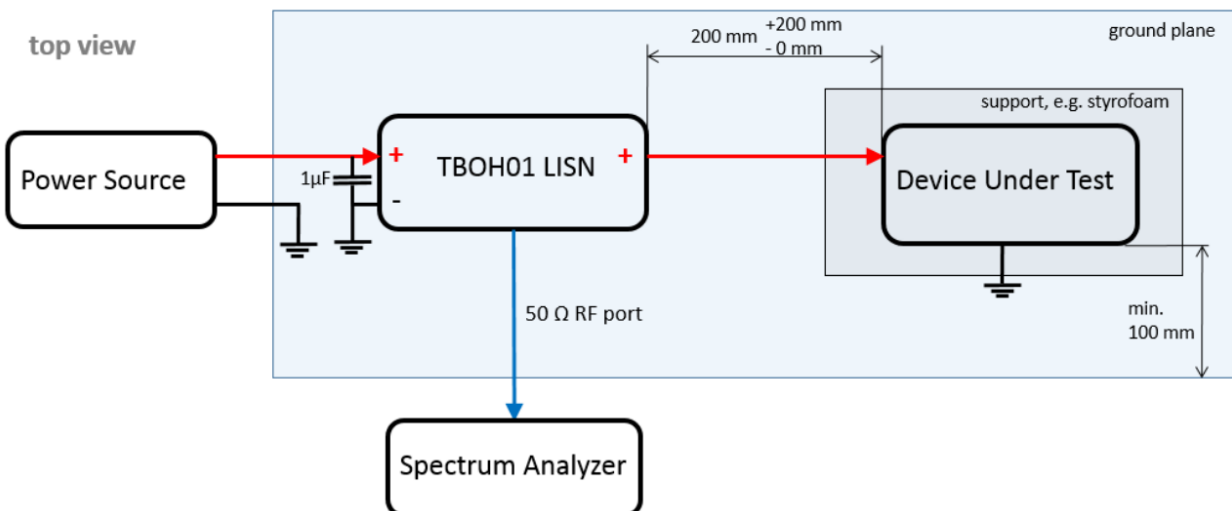 top view
ground plane
200 mm +200 mm
- 0 mm
support, e.g. styrofoam
Power Source
1µF
+
-
TBOH01 LISN
+
Device Under Test
50 Ω RF port
min.
100 mm
Spectrum Analyzer